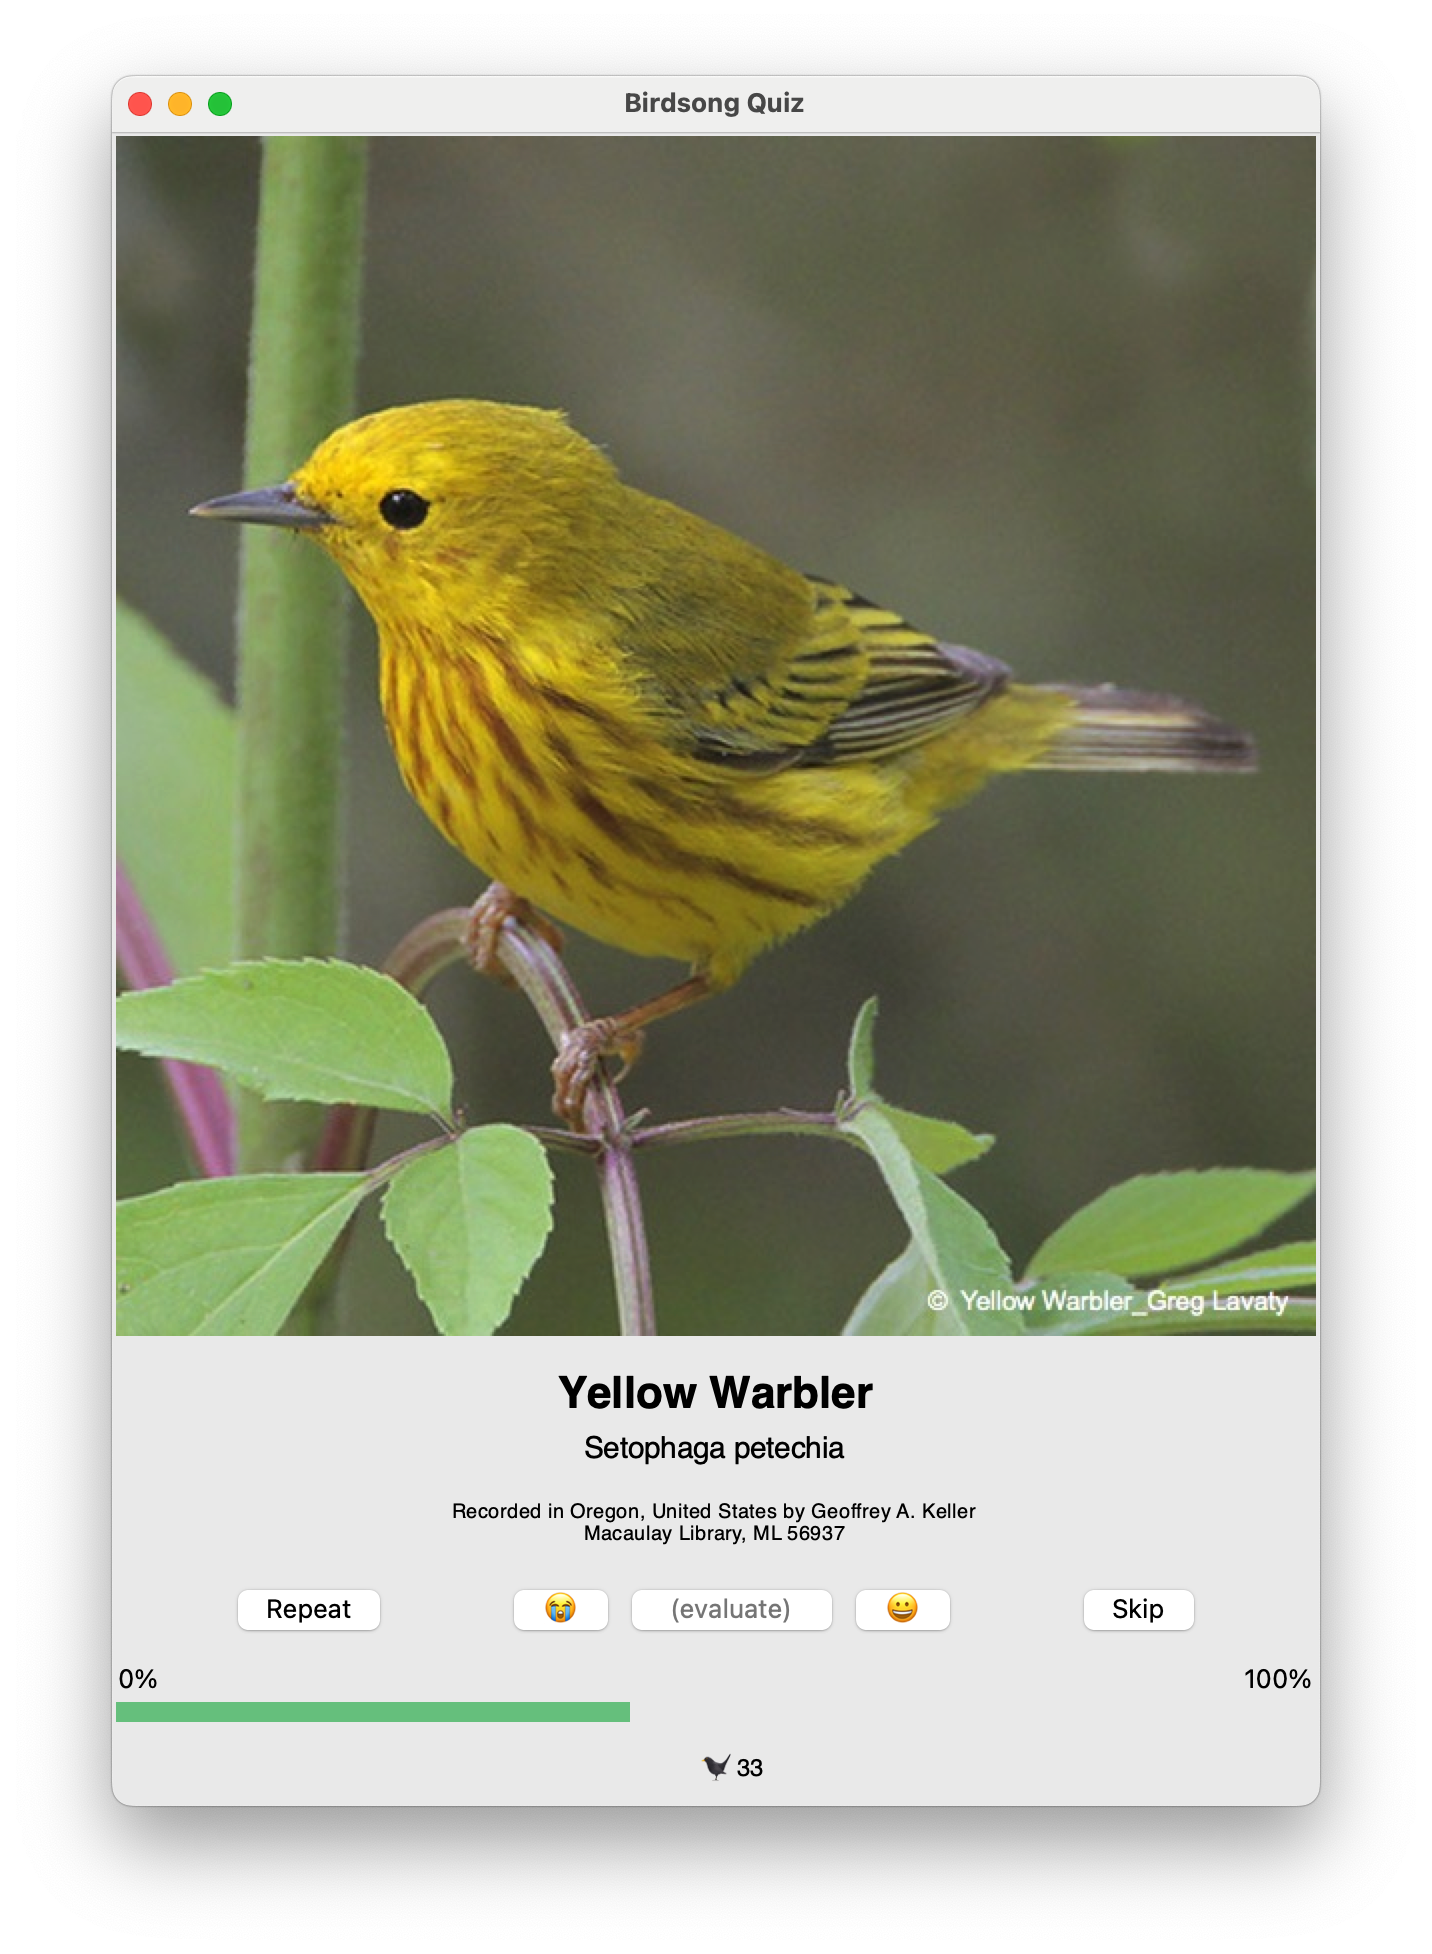 Birdsong Quiz
© Yellow Warbler_Greg Lavaty
Yellow Warbler
Setophaga petechia
Recorded in Oregon, United States by Geoffrey A. Keller
Macaulay Library, ML 56937
Repeat 😭 (evaluate) 😀 Skip
0% 100%
🐦‍⬛ 33